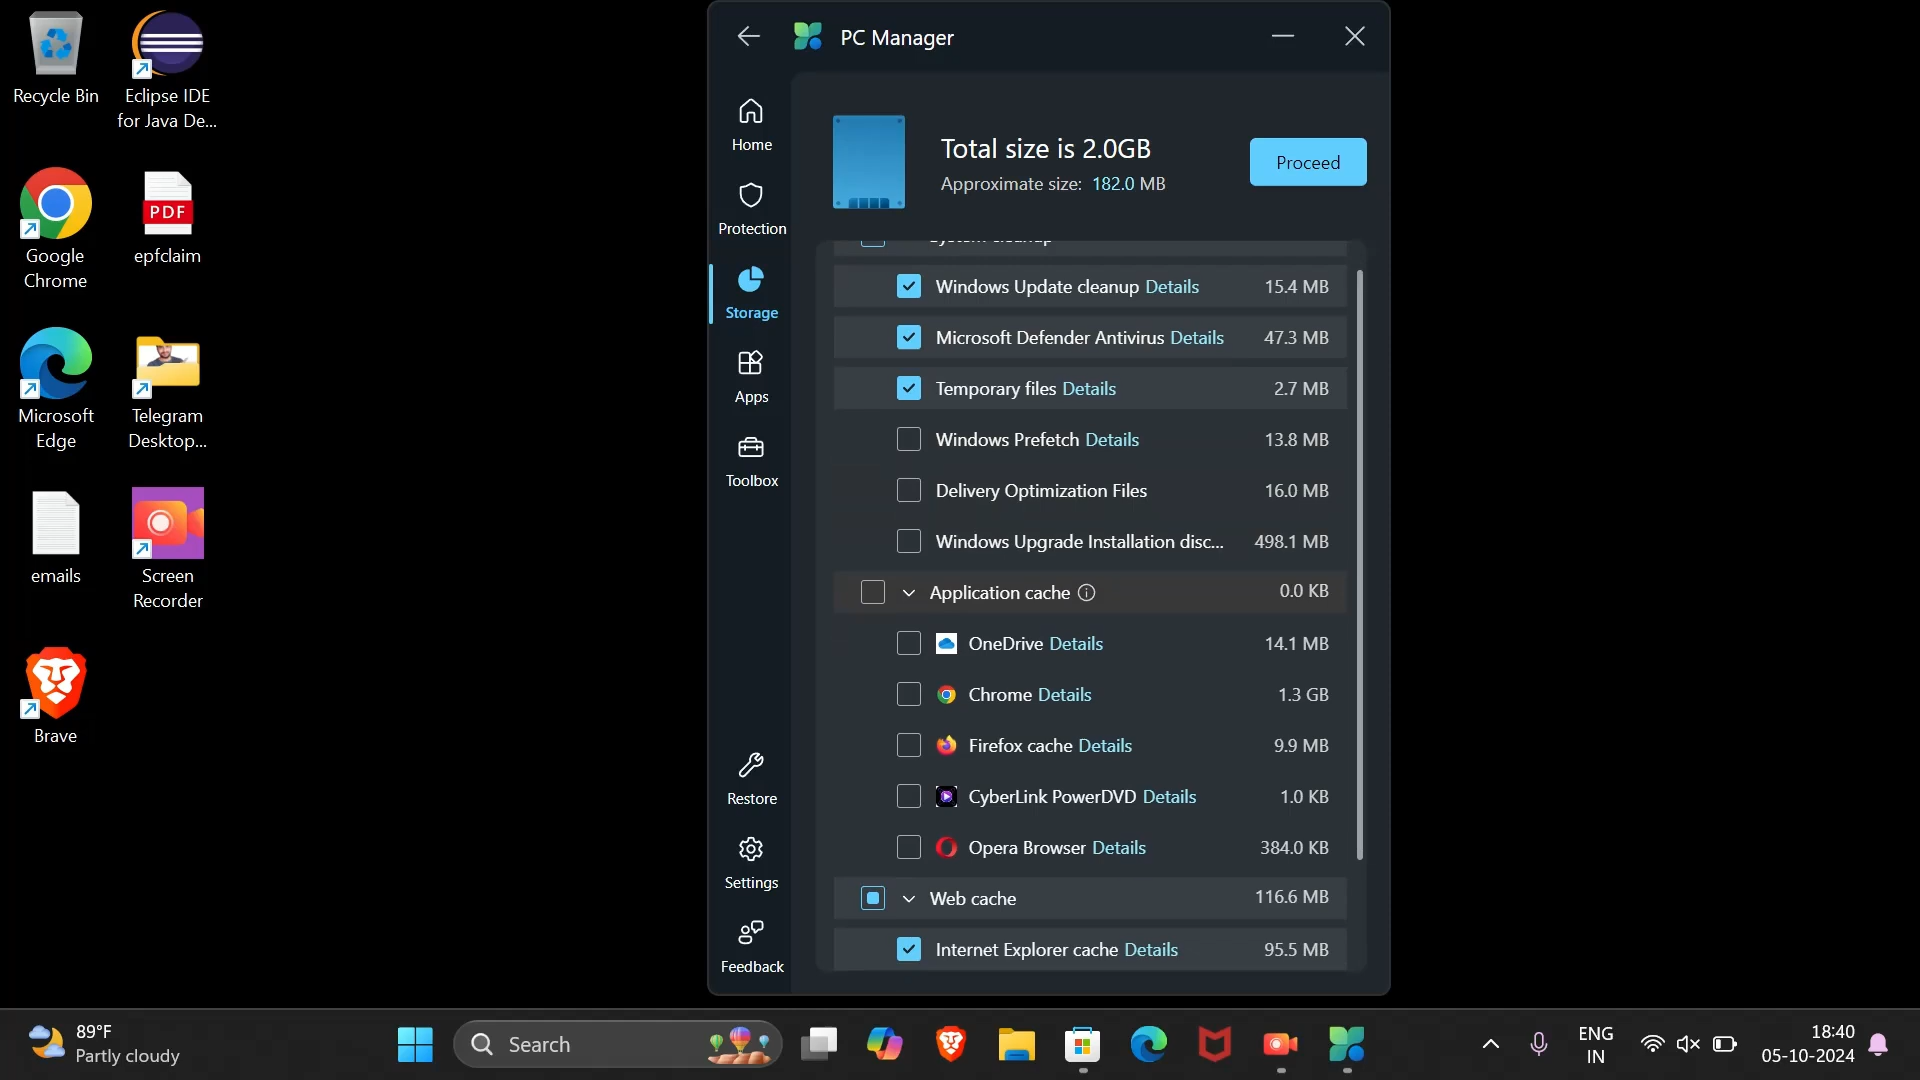 Recycle Bin
Eclipse IDE
for Java De...
Google
Chrome
PDF
epfclaim
Microsoft
Edge
Telegram
Desktop...
emails
Screen
Recorder
Brave
PC Manager
Home
Protection
Storage
Apps
Toolbox
Restore
Settings
Feedback
Total size is 2.0GB
Approximate size: 182.0 MB
Proceed
System cleanup
Windows Update cleanup Details 15.4 MB
Microsoft Defender Antivirus Details 47.3 MB
Temporary files Details 2.7 MB
Windows Prefetch Details 13.8 MB
Delivery Optimization Files 16.0 MB
Windows Upgrade Installation disc... 498.1 MB
Application cache 0.0 KB
OneDrive Details 14.1 MB
Chrome Details 1.3 GB
Firefox cache Details 9.9 MB
CyberLink PowerDVD Details 1.0 KB
Opera Browser Details 384.0 KB
Web cache 116.6 MB
Internet Explorer cache Details 95.5 MB
89°F
Partly cloudy
Search
ENG
IN
18:40
05-10-2024